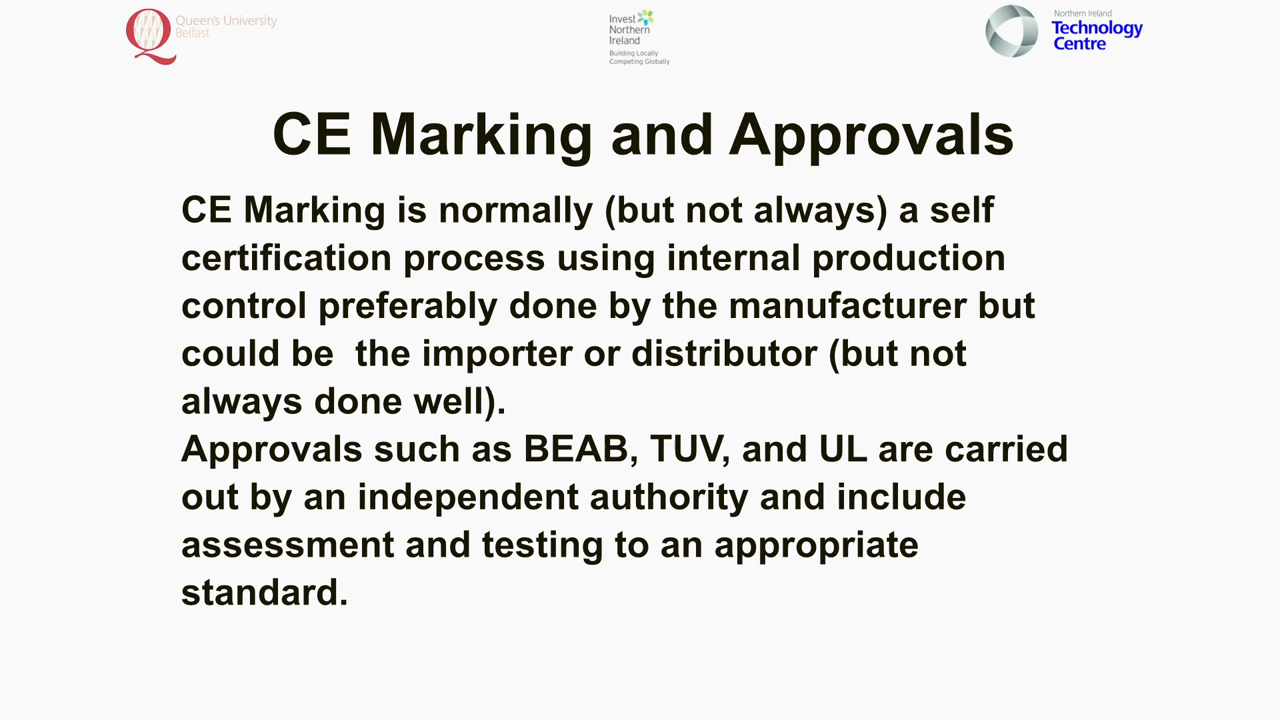 Queen's University
Belfast
Invest
Northern
Ireland
Building Locally
Competing Globally
Northern Ireland
Technology
Centre
CE Marking and Approvals
CE Marking is normally (but not always) a self
certification process using internal production
control preferably done by the manufacturer but
could be  the importer or distributor (but not
always done well).
Approvals such as BEAB, TUV, and UL are carried
out by an independent authority and include
assessment and testing to an appropriate
standard.